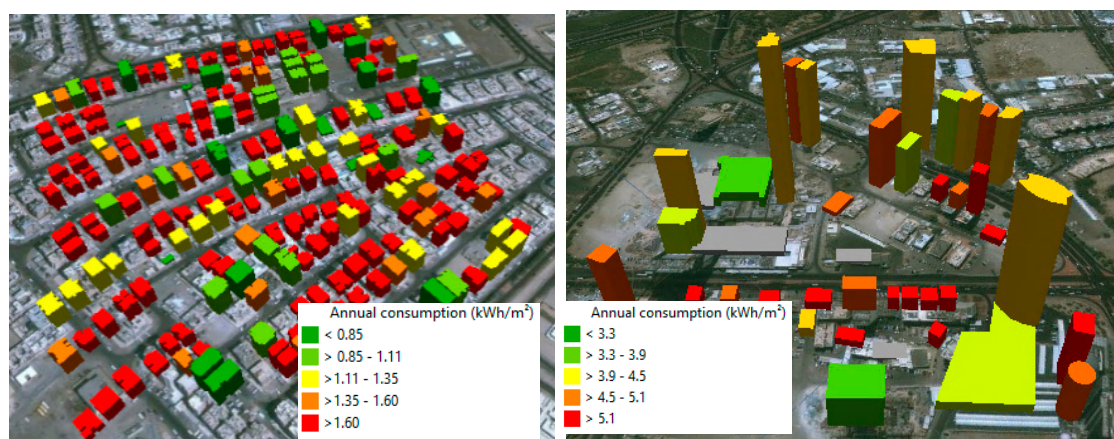 Annual consumption (kWh/m²)
< 0.85
> 0.85 - 1.11
>1.11 - 1.35
>1.35 - 1.60
>1.60
Annual consumption (kWh/m²)
< 3.3
> 3.3 - 3.9
> 3.9 - 4.5
> 4.5 - 5.1
> 5.1